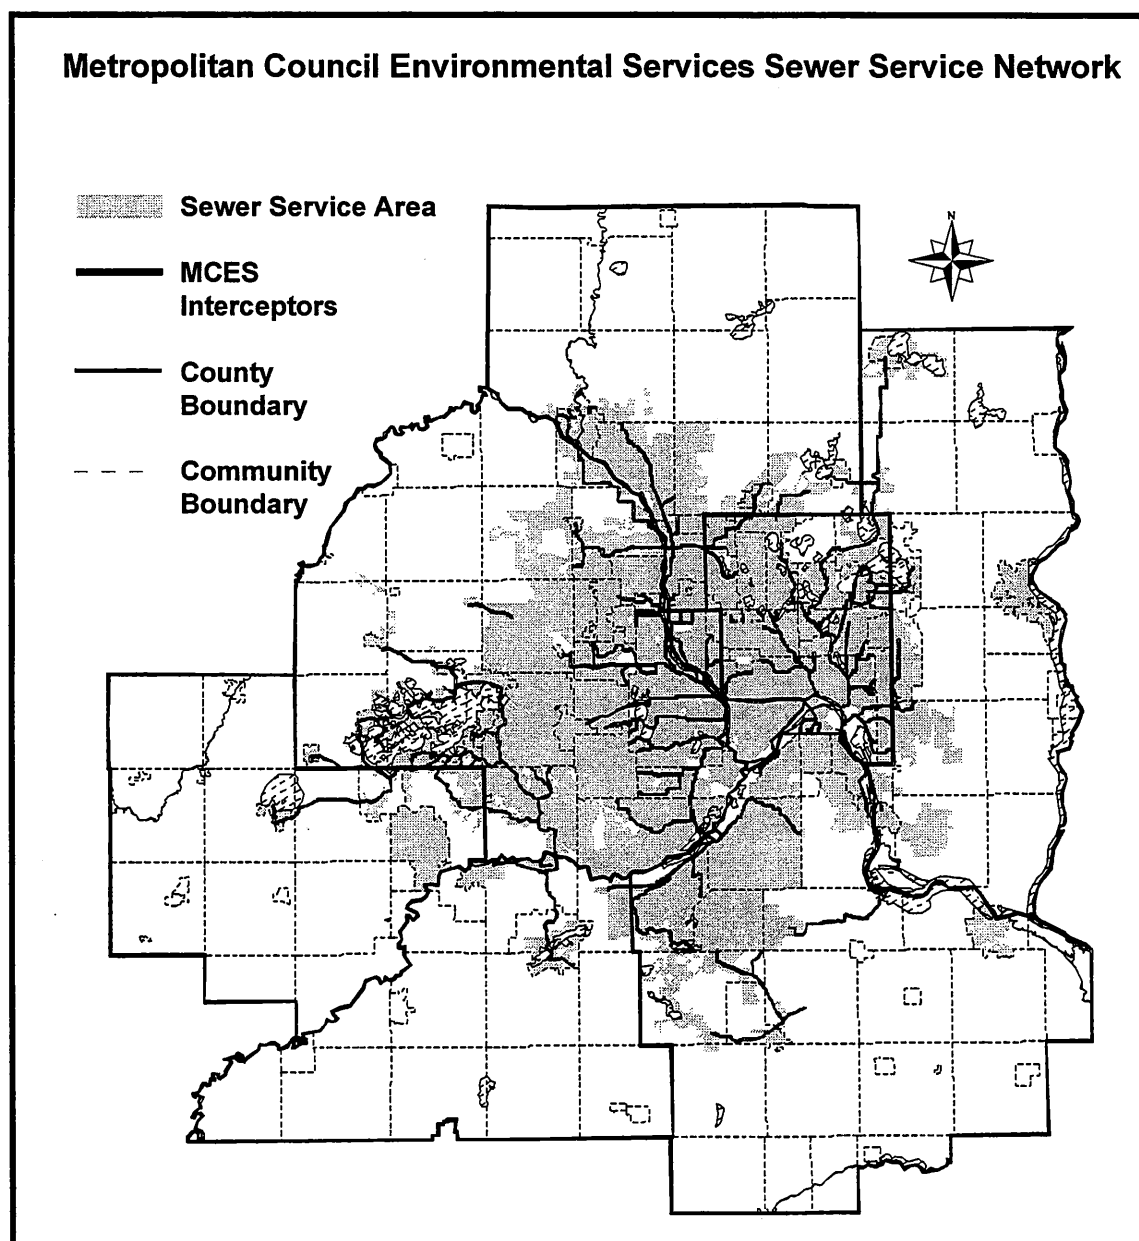 Metropolitan Council Environmental Services Sewer Service Network
Sewer Service Area
MCES
Interceptors
County
Boundary
Community
Boundary
N